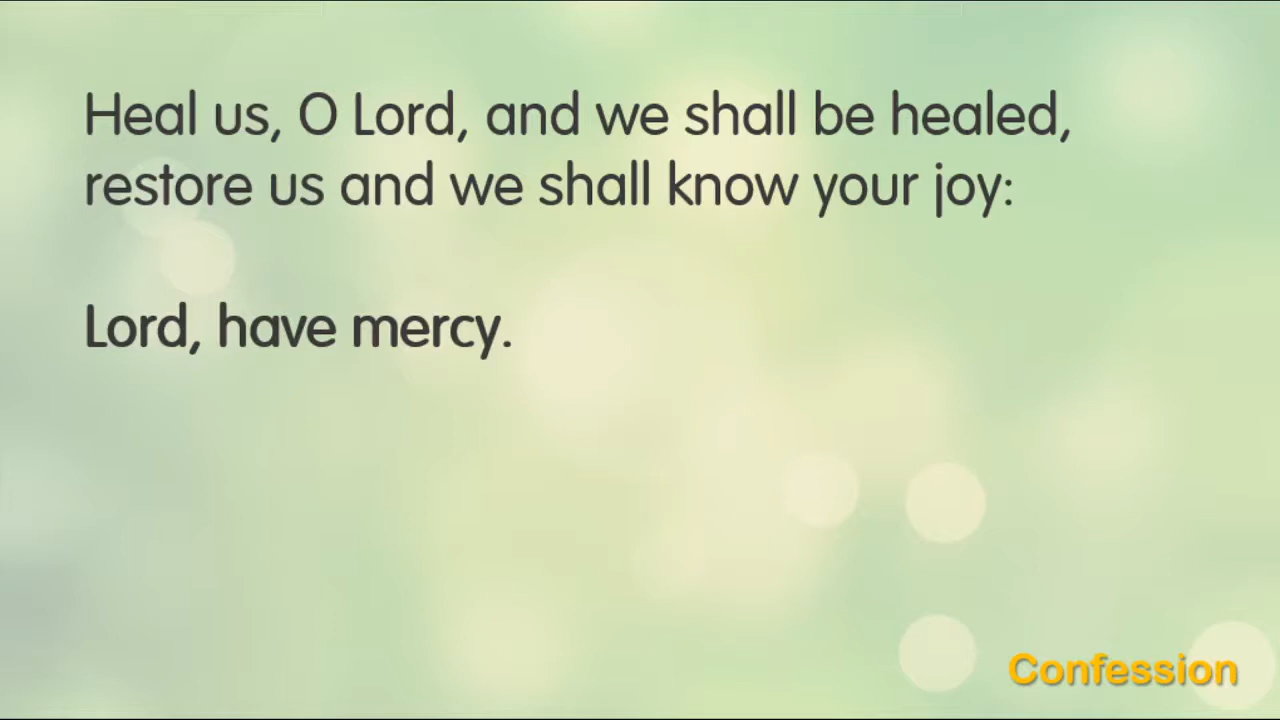 Heal us, O Lord, and we shall be healed,
restore us and we shall know your joy:
Lord, have mercy.
Confession